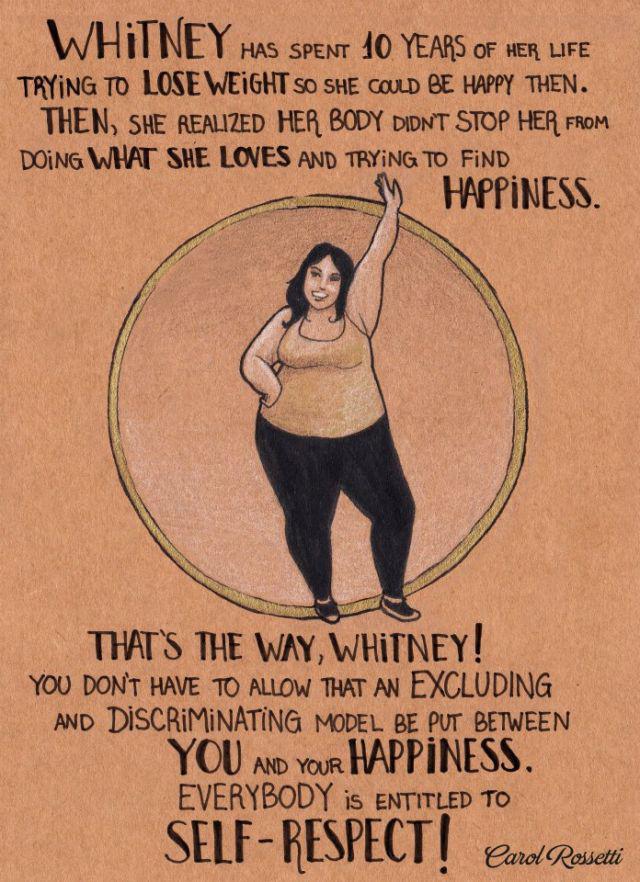 WHiTNEY HAS SPENT 10 YEARS OF HER LIFE
TRYiNG TO LOSE WEiGHT SO SHE COULD BE HAPPY THEN.
THEN, SHE REALIZED HER BODY DIDN'T STOP HER FROM
DOiNG WHAT SHE LOVES AND TRYiNG TO FiND
HAPPiNESS.
THAT'S THE WAY, WHiTNEY!
YOU DON'T HAVE TO ALLOW THAT AN EXCLUDiNG
AND DiSCRiMiNATiNG MODEL BE PUT BETWEEN
YOU AND YOUR HAPPiNESS.
EVERYBODY iS ENTiTLED TO
SELF-RESPECT!
Carol Rossetti